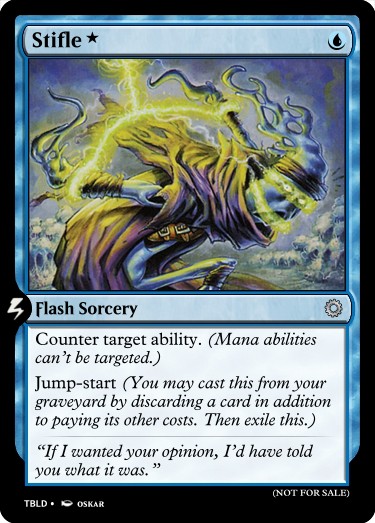 Stifle ★
Flash Sorcery
Counter target ability. (Mana abilities
can't be targeted.)
Jump-start (You may cast this from your
graveyard by discarding a card in addition
to paying its other costs. Then exile this.)
“If I wanted your opinion, I'd have told
you what it was.”
(NOT FOR SALE)
TBLD • OSKAR